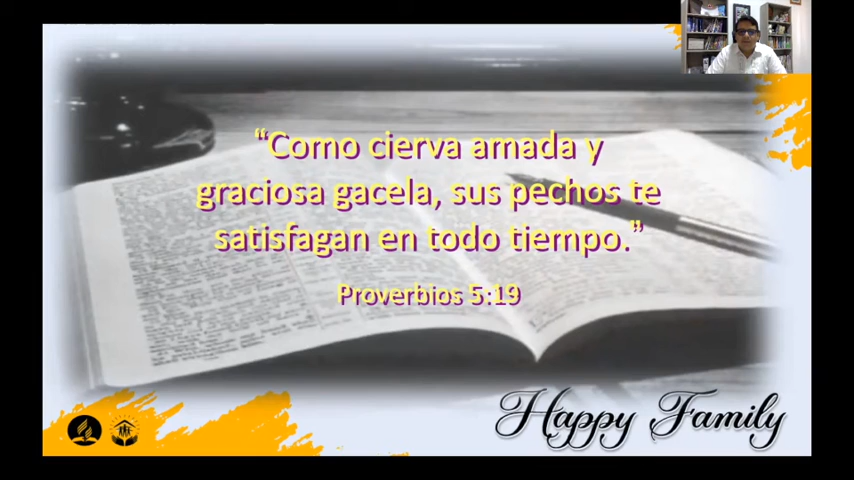 “Como cierva amada y
graciosa gacela, sus pechos te
satisfagan en todo tiempo.”
Proverbios 5:19
Happy Family